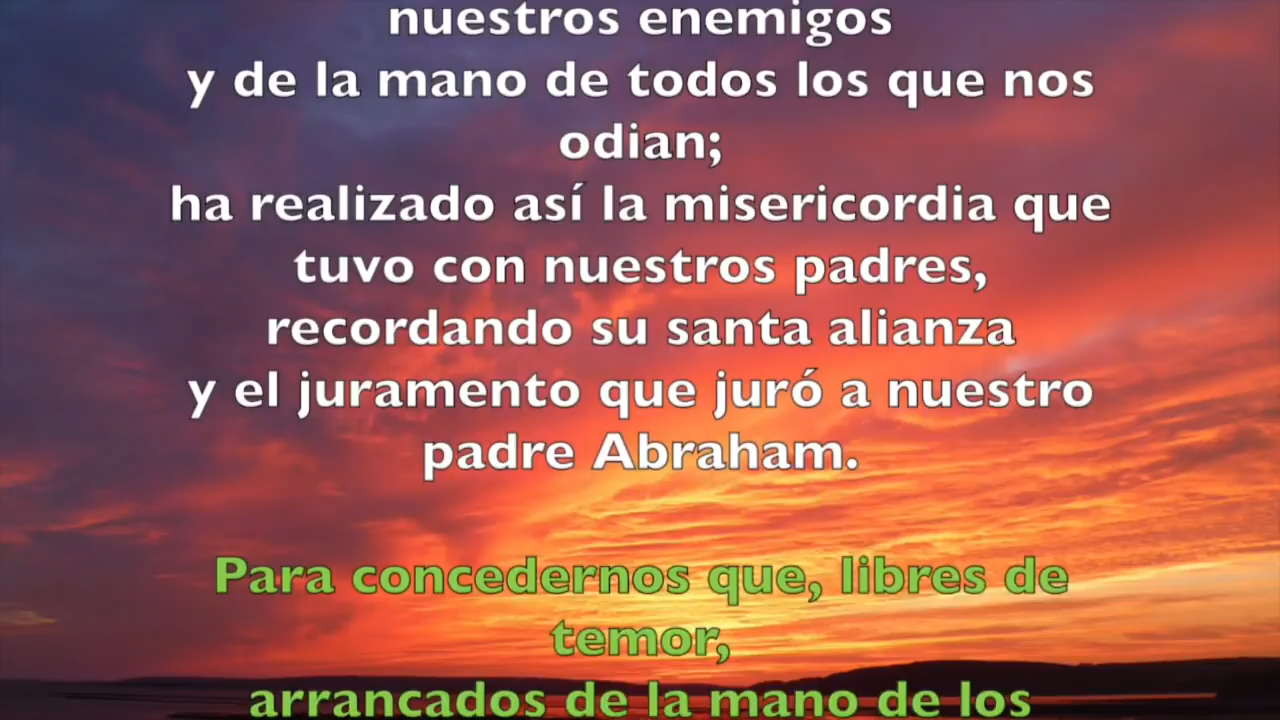 nuestros enemigos
y de la mano de todos los que nos
odian;
ha realizado así la misericordia que
tuvo con nuestros padres,
recordando su santa alianza
y el juramento que juró a nuestro
padre Abraham.
Para concedernos que, libres de
temor,
arrancados de la mano de los